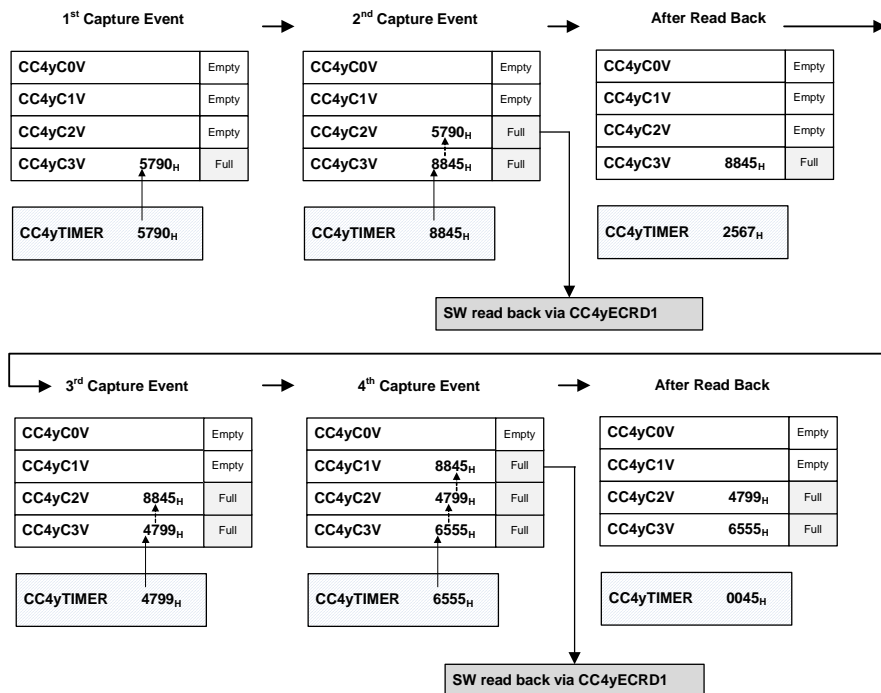 1st Capture Event 2nd Capture Event After Read Back
CC4yC0V Empty CC4yC0V Empty CC4yC0V Empty
CC4yC1V Empty CC4yC1V Empty CC4yC1V Empty
CC4yC2V Empty CC4yC2V 5790H Full CC4yC2V Empty
CC4yC3V 5790H Full CC4yC3V 8845H Full CC4yC3V 8845H Full
CC4yTIMER 5790H CC4yTIMER 8845H CC4yTIMER 2567H
SW read back via CC4yECRD1
3rd Capture Event 4th Capture Event After Read Back
CC4yC0V Empty CC4yC0V Empty CC4yC0V Empty
CC4yC1V Empty CC4yC1V 8845H Full CC4yC1V Empty
CC4yC2V 8845H Full CC4yC2V 4799H Full CC4yC2V 4799H Full
CC4yC3V 4799H Full CC4yC3V 6555H Full CC4yC3V 6555H Full
CC4yTIMER 4799H CC4yTIMER 6555H CC4yTIMER 0045H
SW read back via CC4yECRD1